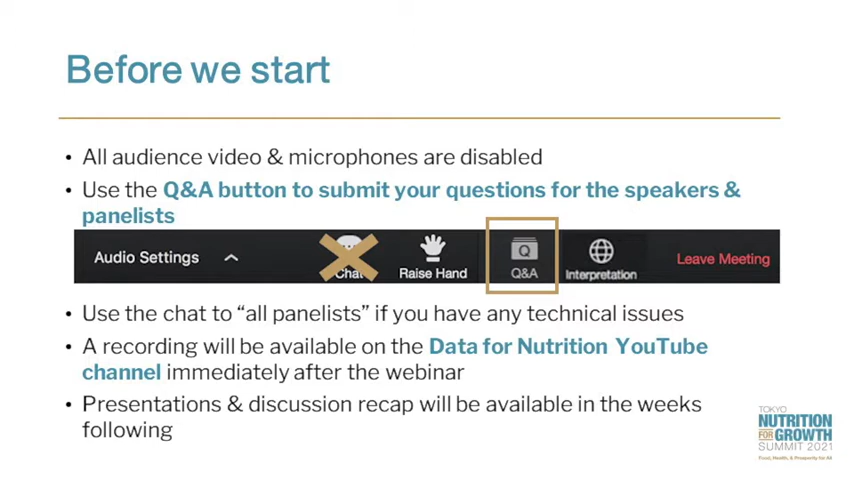 Before we start
• All audience video & microphones are disabled
• Use the Q&A button to submit your questions for the speakers &
panelists
Audio Settings
Chat
Raise Hand
Q
Q&A
Interpretation
Leave Meeting
• Use the chat to “all panelists” if you have any technical issues
• A recording will be available on the Data for Nutrition YouTube
channel immediately after the webinar
• Presentations & discussion recap will be available in the weeks
following
TOKYO
NUTRITION
FOR GROWTH
SUMMIT 2021
Food, Health, & Prosperity for All